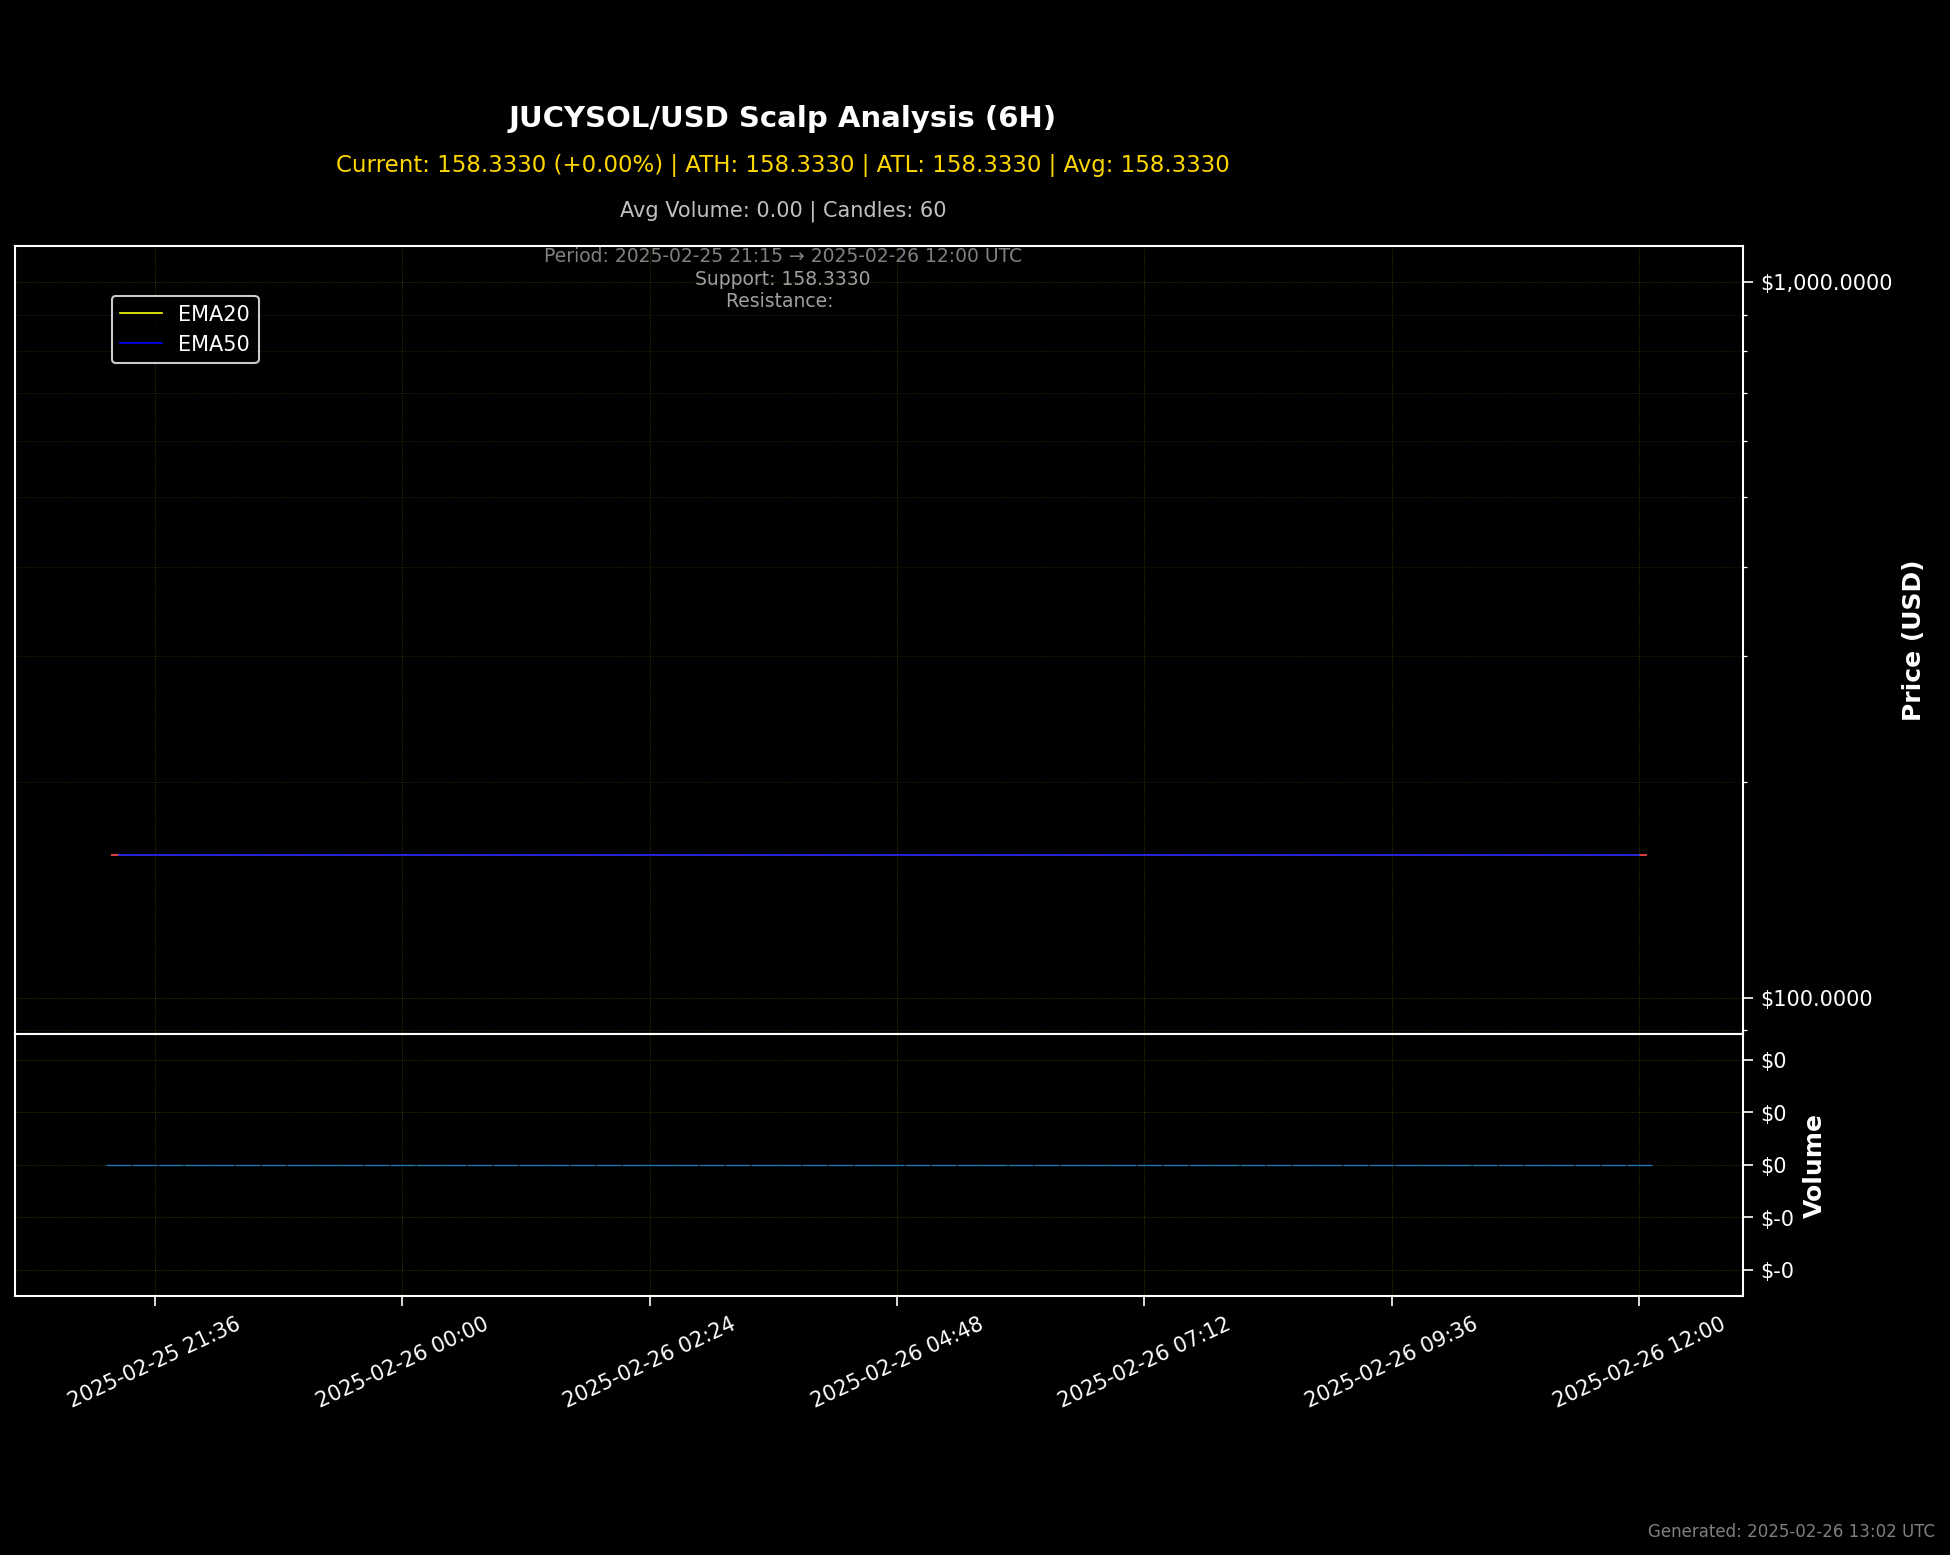 JUCYSOL/USD Scalp Analysis (6H)
Current: 158.3330 (+0.00%) | ATH: 158.3330 | ATL: 158.3330 | Avg: 158.3330
Avg Volume: 0.00 | Candles: 60
Period: 2025-02-25 21:15 → 2025-02-26 12:00 UTC
Support: 158.3330
Resistance:
EMA20
EMA50
$1,000.0000
Price (USD)
$100.0000
$0
$0
$0
$-0
$-0
Volume
2025-02-25 21:36
2025-02-26 00:00
2025-02-26 02:24
2025-02-26 04:48
2025-02-26 07:12
2025-02-26 09:36
2025-02-26 12:00
Generated: 2025-02-26 13:02 UTC